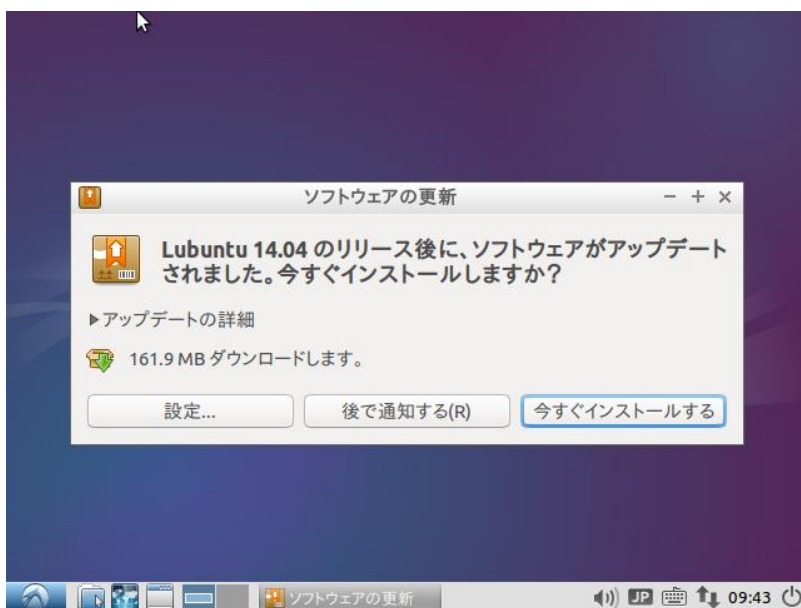 ソフトウェアの更新
Lubuntu 14.04 のリリース後に、ソフトウェアがアップデート
されました。今すぐインストールしますか?
アップデートの詳細
161.9 MB ダウンロードします。
設定...
後で通知する(R)
今すぐインストールする
ソフトウェアの更新
JP
09:43